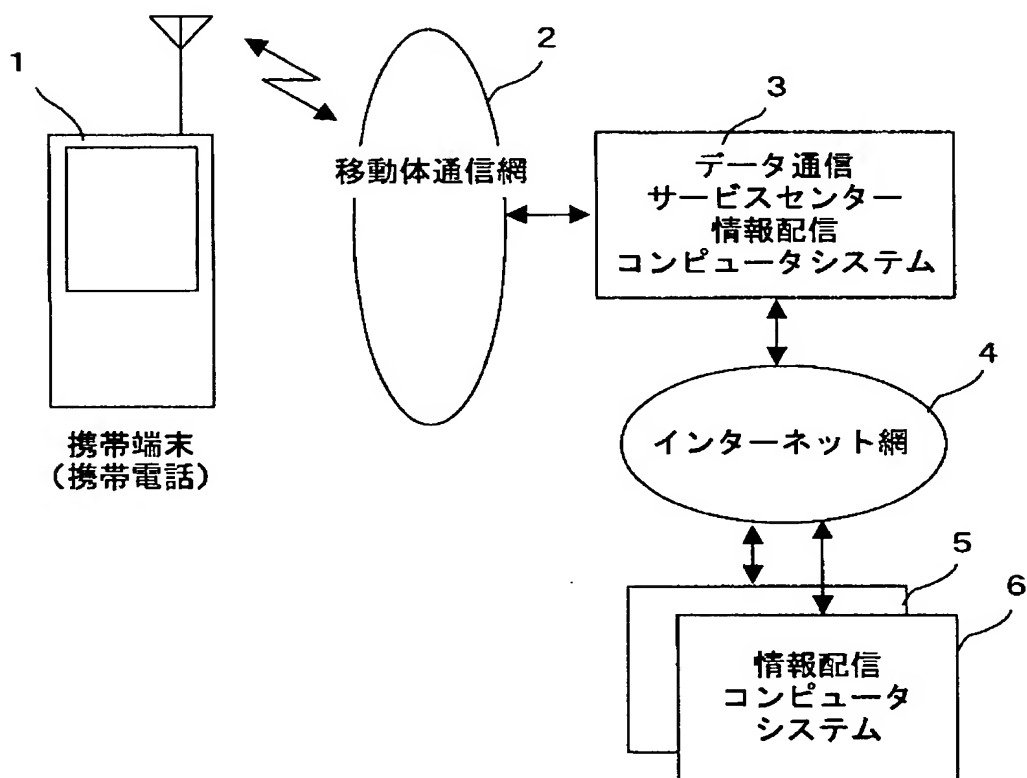 1
2
移動体通信網
3
データ通信
サービスセンター
情報配信
コンピュータシステム
携帯端末
(携帯電話)
4
インターネット網
5
6
情報配信
コンピュータ
システム